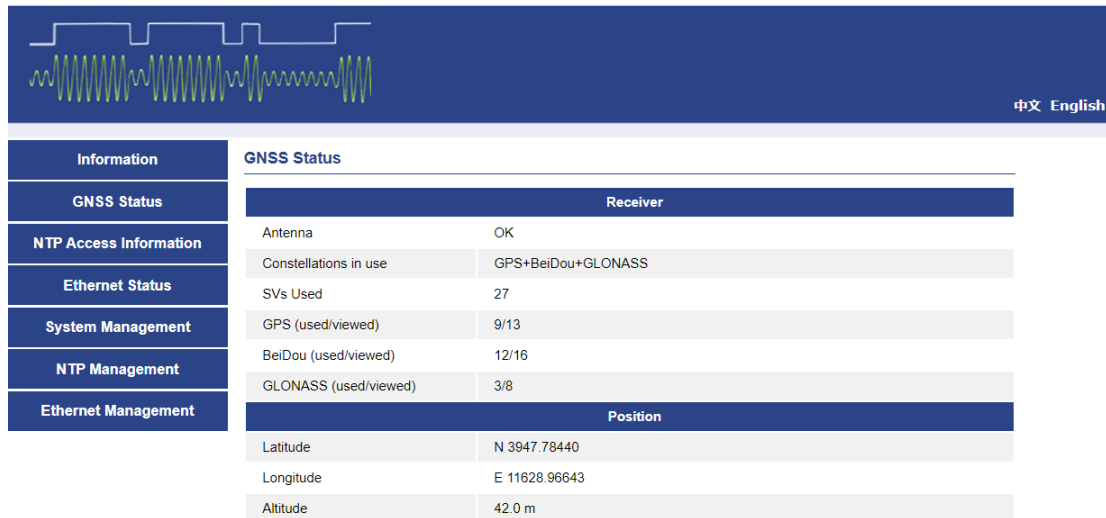 中文 English
Information
GNSS Status
NTP Access Information
Ethernet Status
System Management
NTP Management
Ethernet Management
GNSS Status
Receiver
Antenna OK
Constellations in use GPS+BeiDou+GLONASS
SVs Used 27
GPS (used/viewed) 9/13
BeiDou (used/viewed) 12/16
GLONASS (used/viewed) 3/8
Position
Latitude N 3947.78440
Longitude E 11628.96643
Altitude 42.0 m